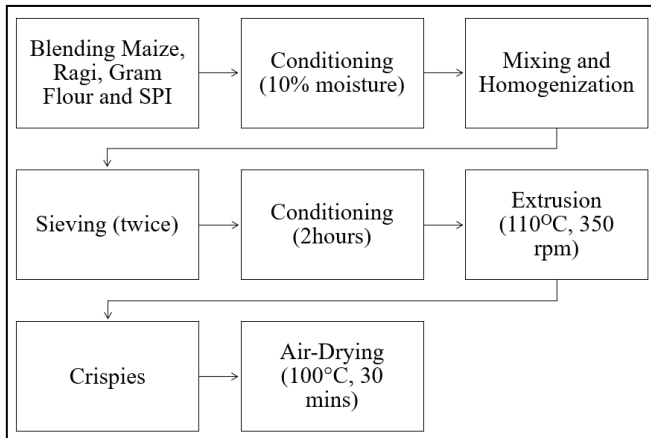 Blending Maize,
Ragi, Gram
Flour and SPI
Conditioning
(10% moisture)
Mixing and
Homogenization
Sieving (twice)
Conditioning
(2hours)
Extrusion
(110⁰C, 350
rpm)
Crispies
Air-Drying
(100°C, 30
mins)